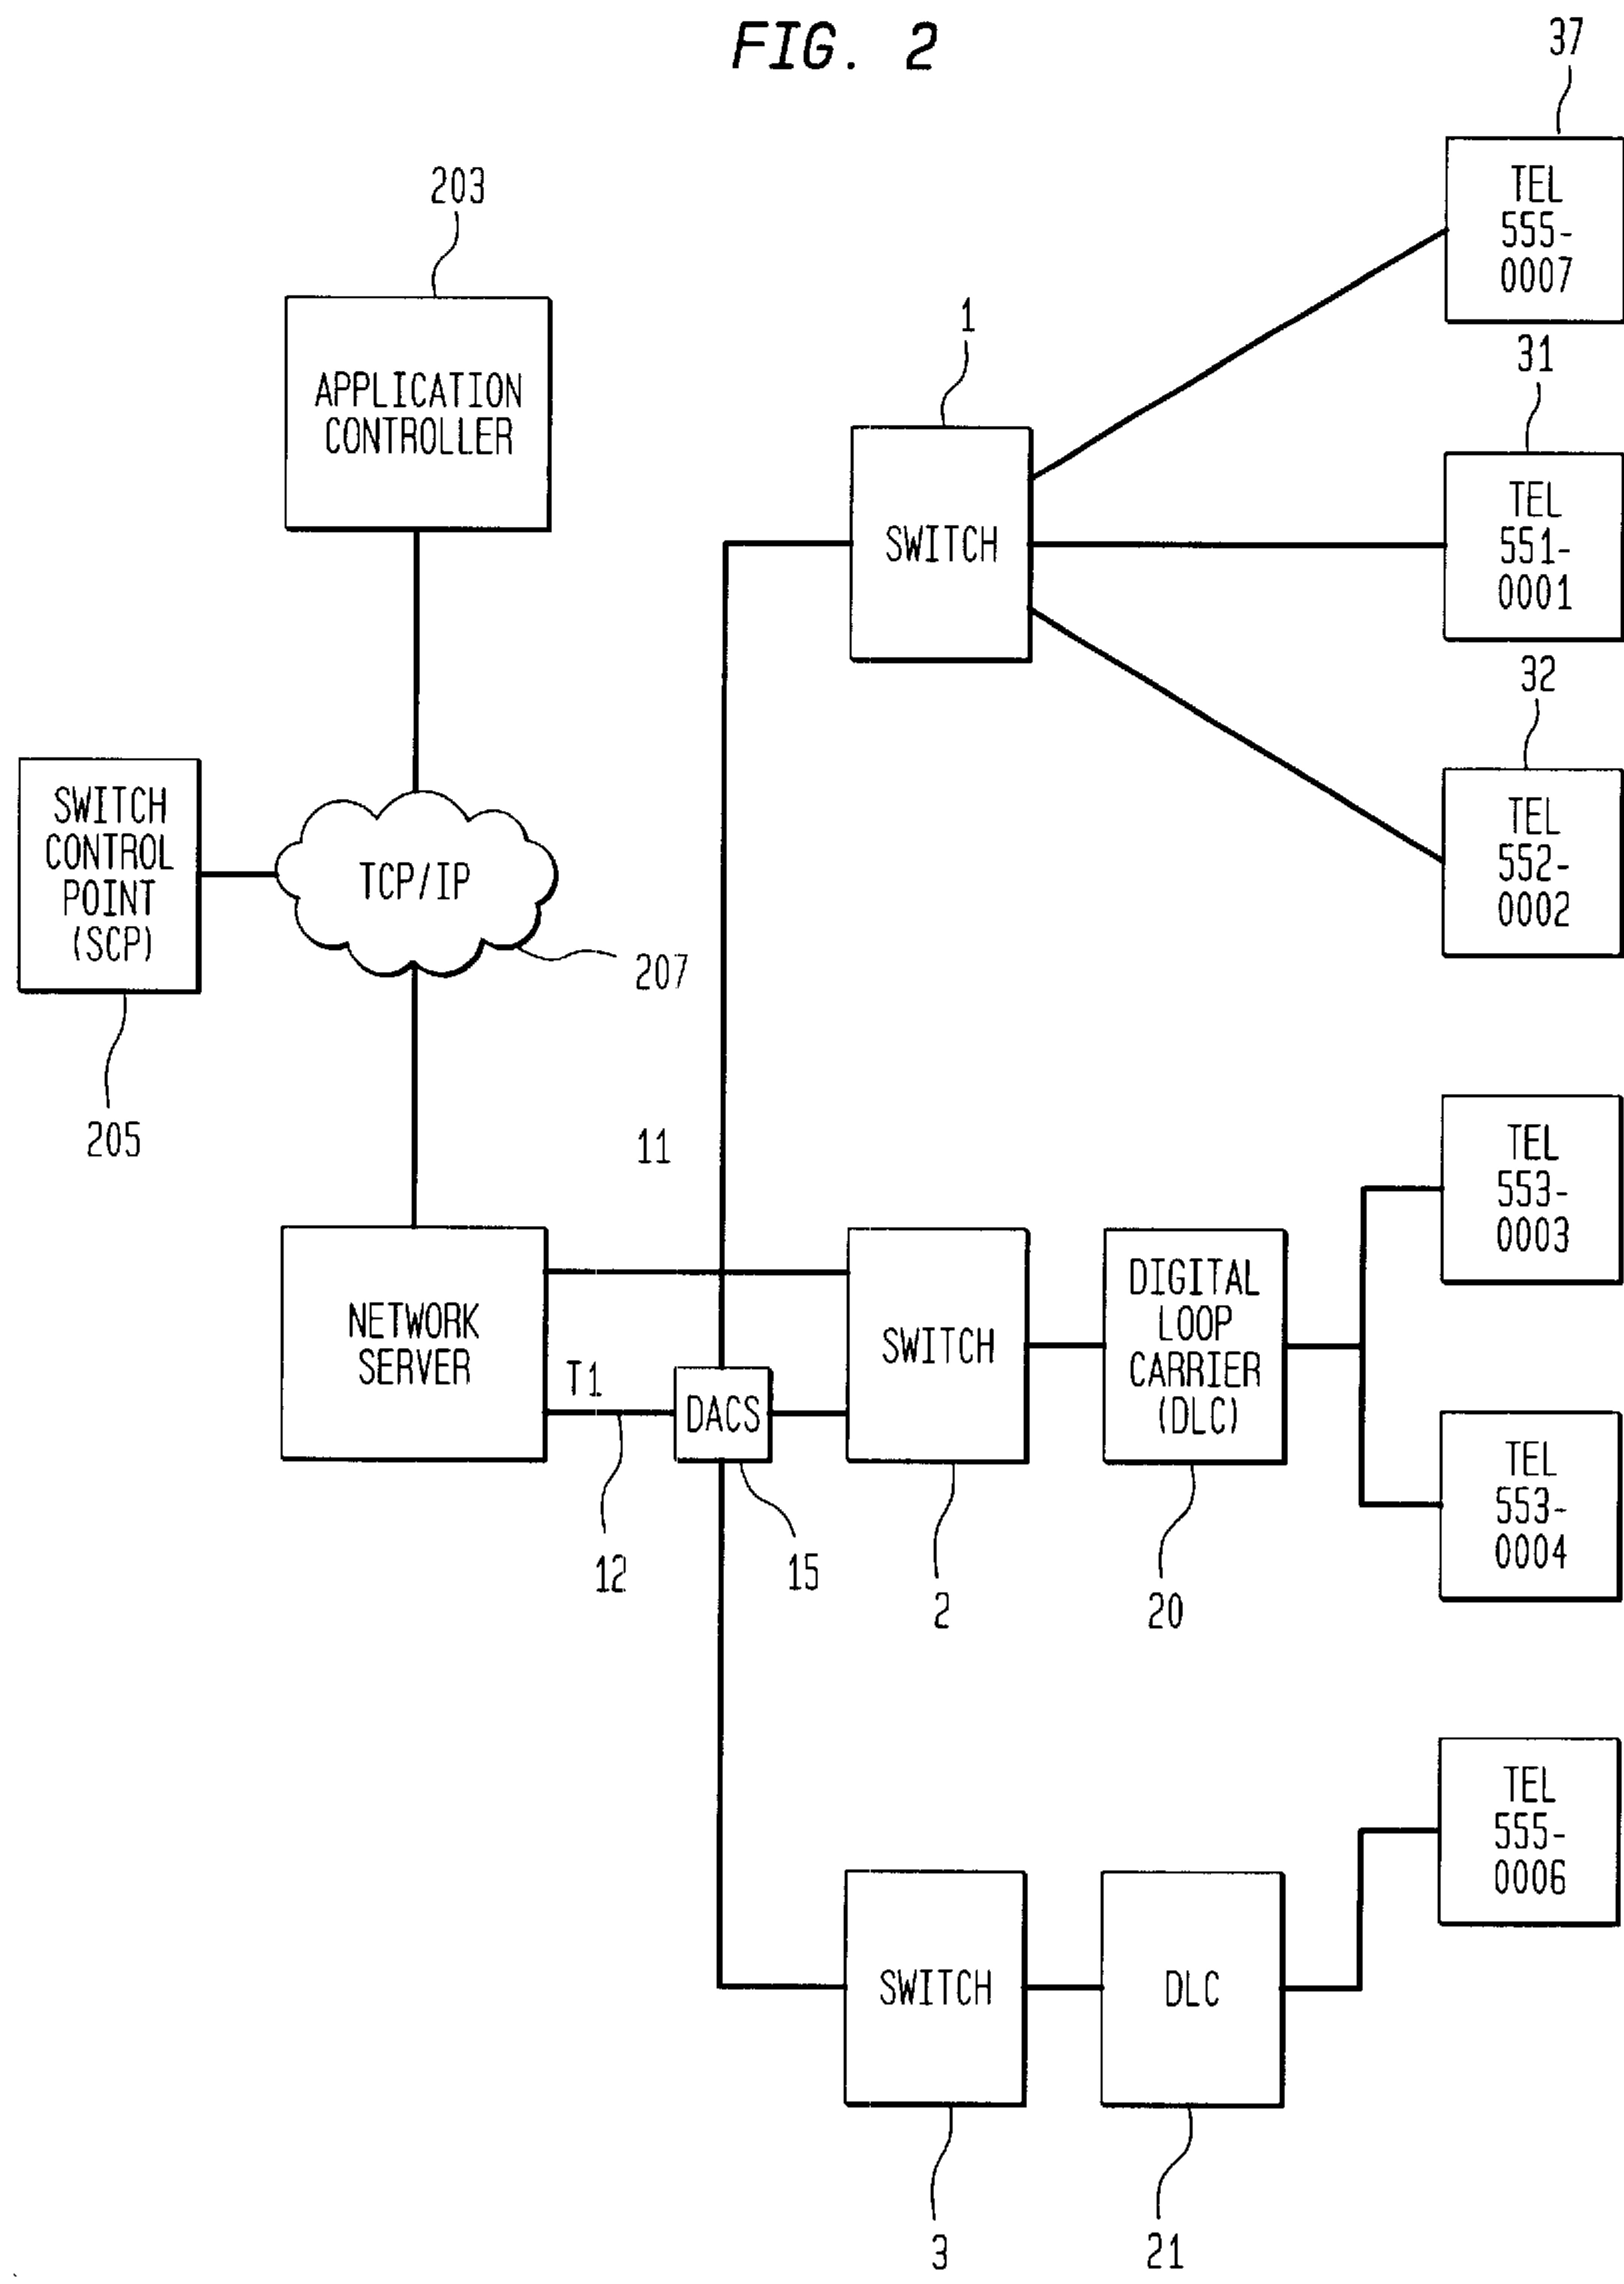 FIG. 2
37
TEL
555-
0007
203
APPLICATION
CONTROLLER
1
SWITCH
31
TEL
551-
0001
32
TEL
552-
0002
SWITCH
CONTROL
POINT
(SCP)
205
TCP/IP
207
11
NETWORK
SERVER
T1
12
DACS
15
SWITCH
2
DIGITAL
LOOP
CARRIER
(DLC)
20
TEL
553-
0003
TEL
553-
0004
SWITCH
3
DLC
21
TEL
555-
0006